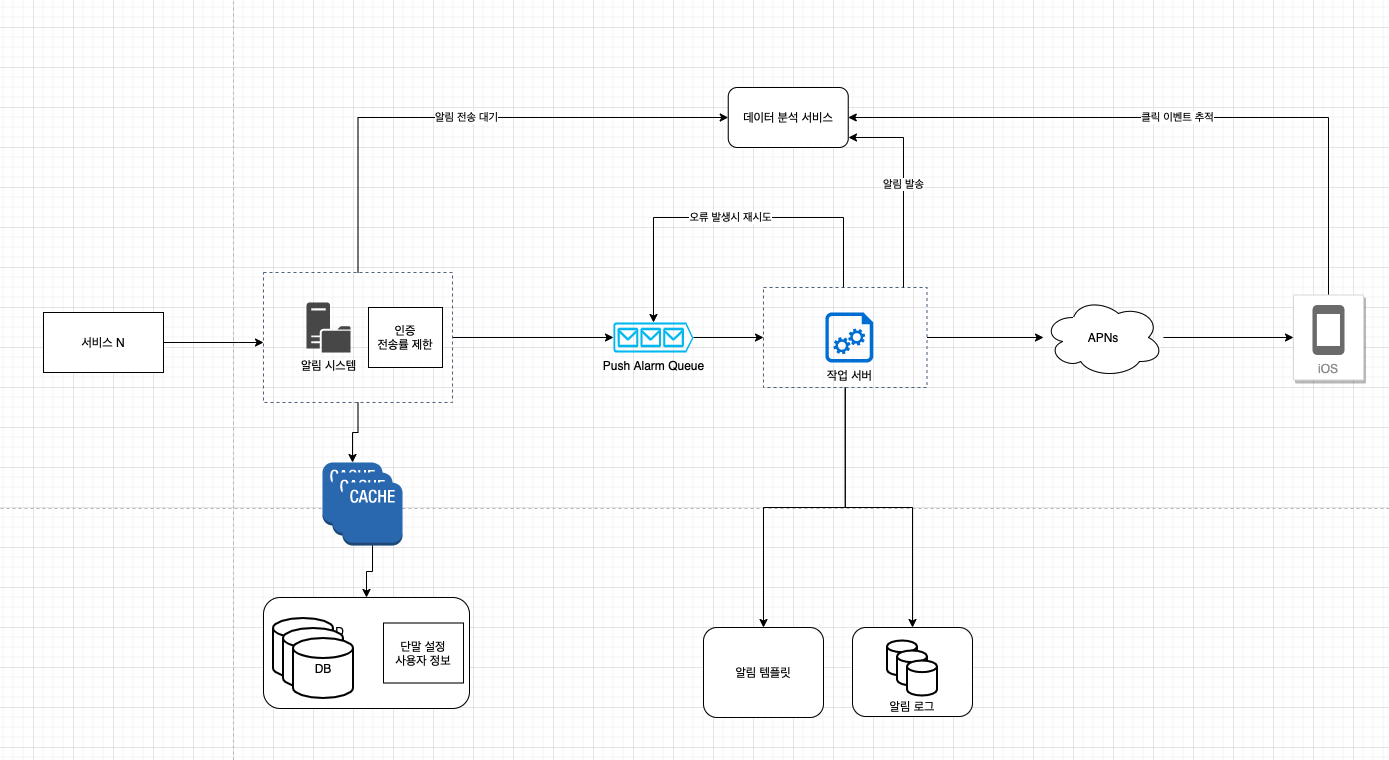 데이터 분석 서비스
알림 전송 대기
클릭 이벤트 추적
알림 발송
오류 발생시 재시도
서비스 N
알림 시스템
인증
전송률 제한
Push Alarm Queue
작업 서버
APNs
iOS
CACHE
CACHE
CACHE
DB
단말 설정
사용자 정보
알림 템플릿
알림 로그